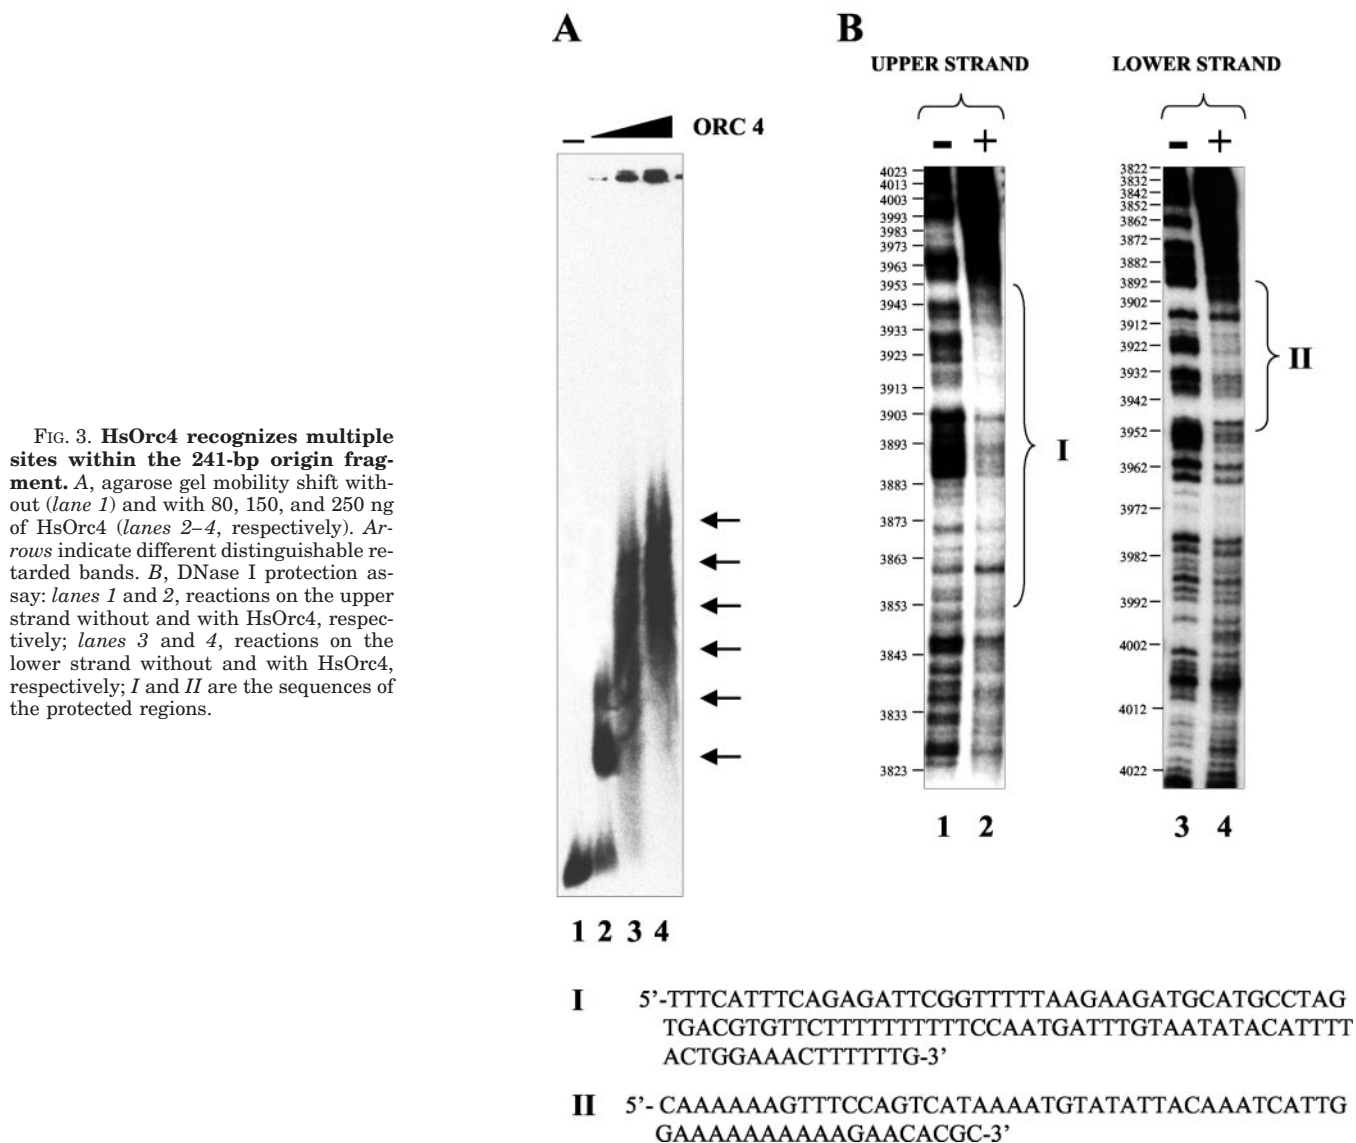 A
B
UPPER STRAND
LOWER STRAND
ORC 4
–
- +
- +
4023
4013
4003
3993
3983
3973
3963
3953
3943
3933
3923
3913
3903
3893
3883
3873
3863
3853
3843
3833
3823
I
3822
3832
3842
3852
3862
3872
3882
3892
3902
3912
3922
3932
3942
3952
3962
3972
3982
3992
4002
4012
4022
II
FIG. 3. HsOrc4 recognizes multiple
sites within the 241-bp origin frag-
ment. A, agarose gel mobility shift with-
out (lane 1) and with 80, 150, and 250 ng
of HsOrc4 (lanes 2–4, respectively). Ar-
rows indicate different distinguishable re-
tarded bands. B, DNase I protection as-
say: lanes 1 and 2, reactions on the upper
strand without and with HsOrc4, respec-
tively; lanes 3 and 4, reactions on the
lower strand without and with HsOrc4,
respectively; I and II are the sequences of
the protected regions.
1 2 3 4
1 2
3 4
I 5'-TTTCATTTCAGAGATTCGGTTTTTAAGAAGATGCATGCCTAG
TGACGTGTTCTTTTTTTTTTCCAATGATTTGTAATATACATTTT
ACTGGAAACTTTTTTG-3'
II 5'- CAAAAAAGTTTCCAGTCATAAAATGTATATTACAAATCATTG
GAAAAAAAAAAGAACACGC-3'